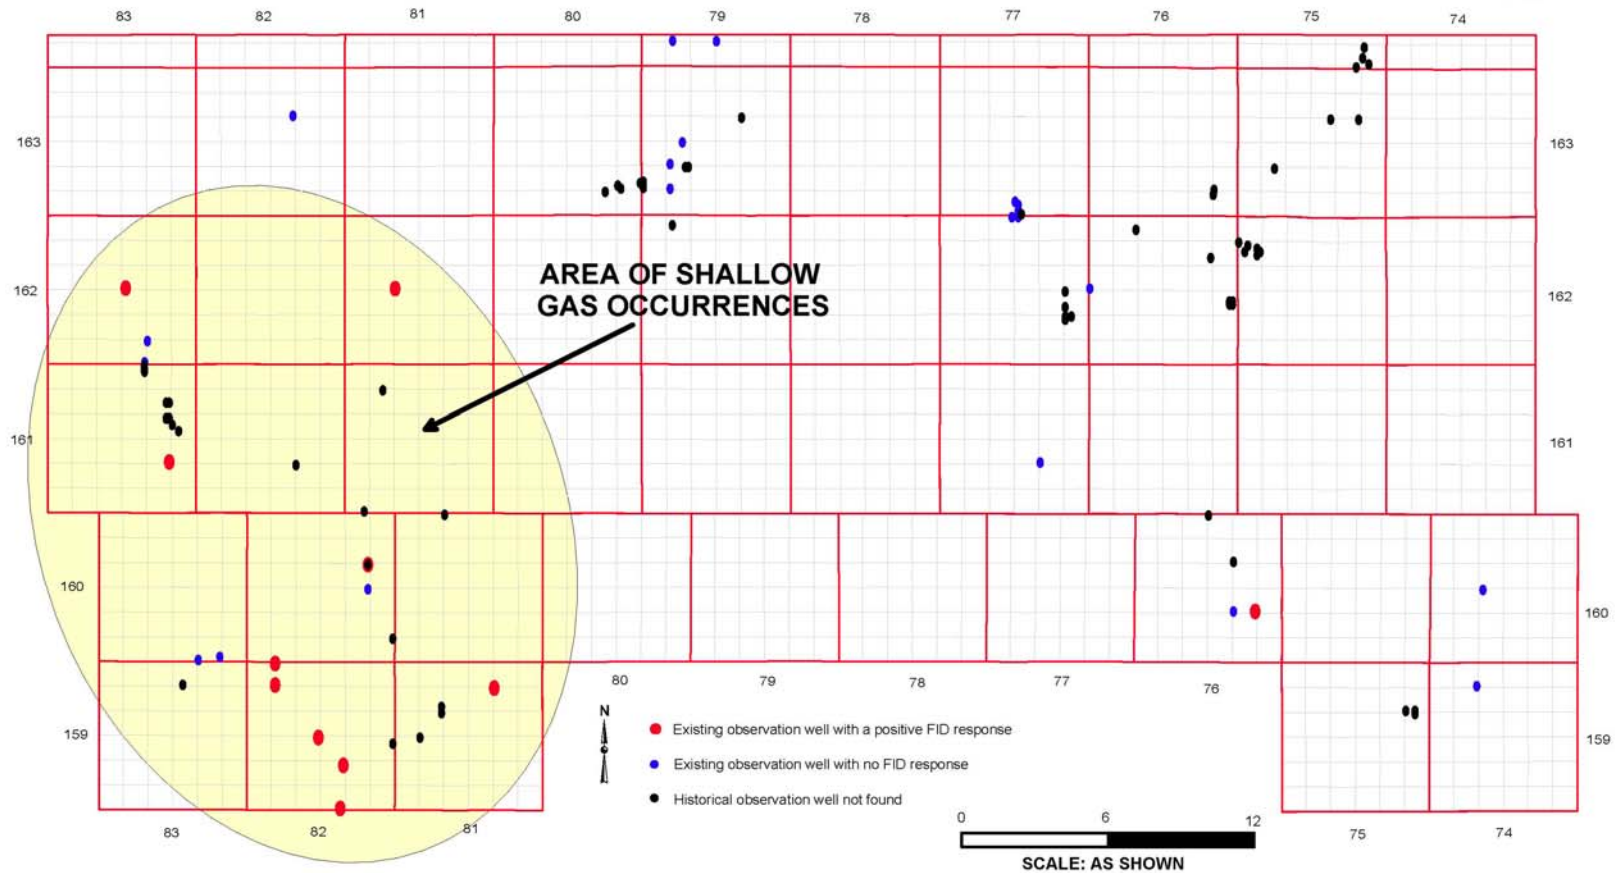 83 82 81 80 79 78 77 76 75 74
163 163
AREA OF SHALLOW
GAS OCCURRENCES
162 162
161 161
160 160
80 79 78 77 76
159 159
N
Existing observation well with a positive FID response
Existing observation well with no FID response
Historical observation well not found
0 6 12
SCALE: AS SHOWN
83 82 81 75 74